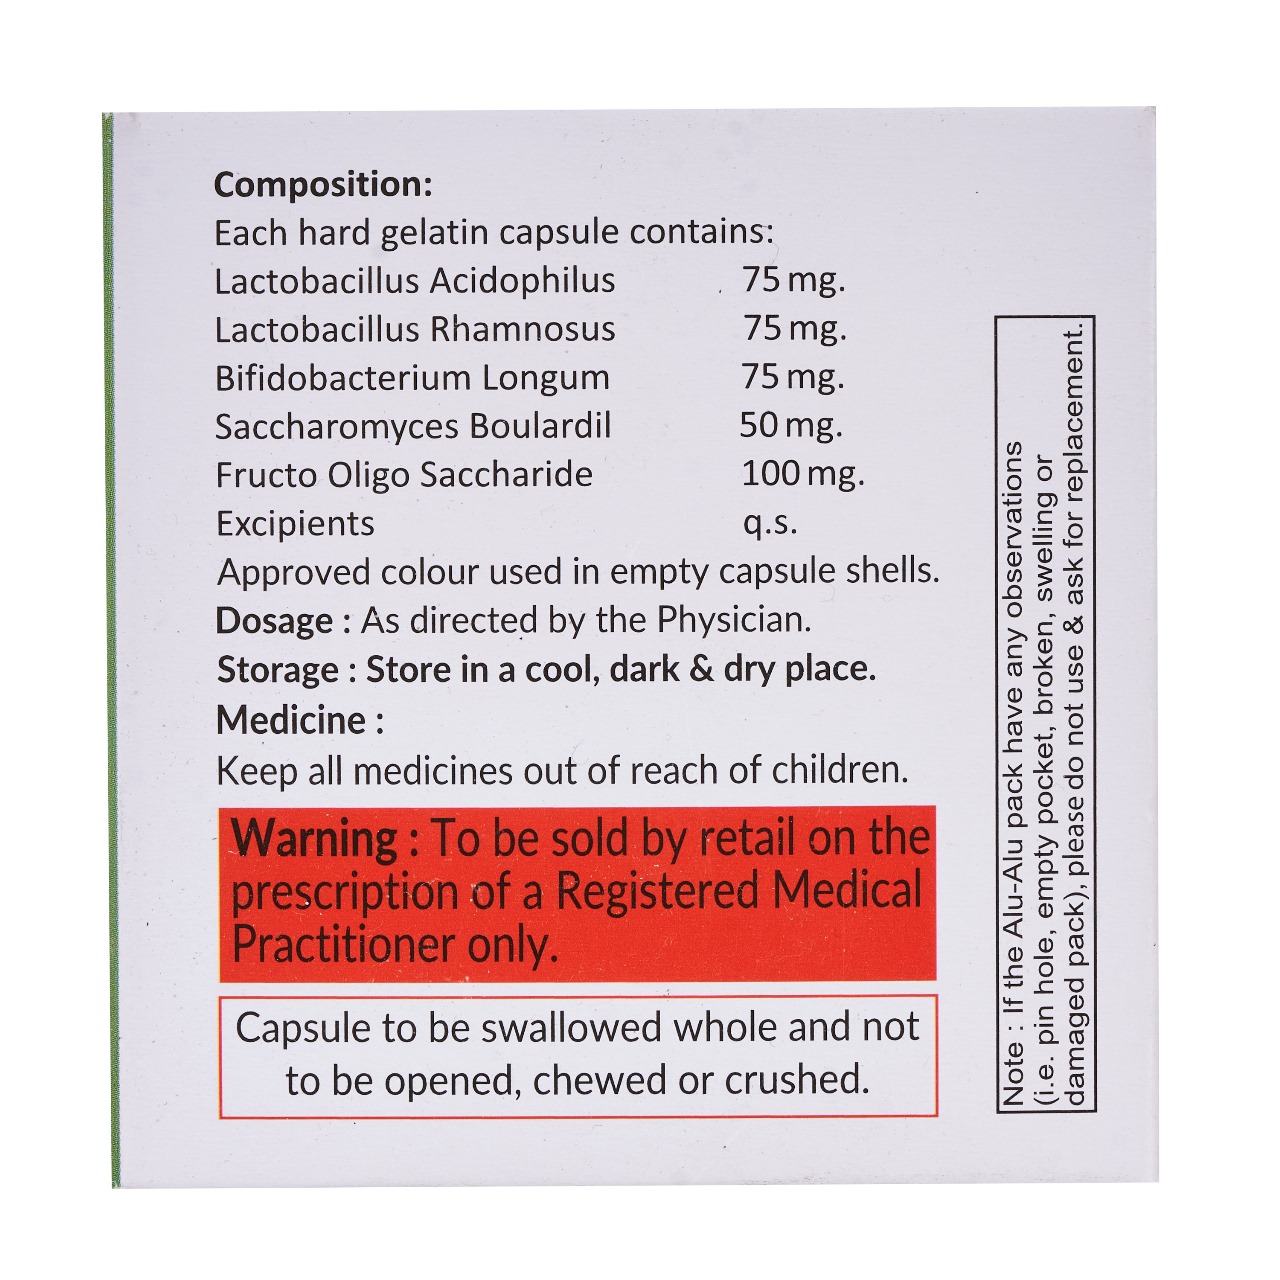 Composition:
Each hard gelatin capsule contains:
Lactobacillus Acidophilus 75 mg.
Lactobacillus Rhamnosus 75 mg.
Bifidobacterium Longum 75 mg.
Saccharomyces Boulardil 50 mg.
Fructo Oligo Saccharide 100 mg.
Excipients q.s.
Approved colour used in empty capsule shells.
Dosage : As directed by the Physician.
Storage : Store in a cool, dark & dry place.
Medicine :
Keep all medicines out of reach of children.
Warning : To be sold by retail on the
prescription of a Registered Medical
Practitioner only.
Capsule to be swallowed whole and not
to be opened, chewed or crushed.
Note : If the Alu-Alu pack have any observations
(i.e. pin hole, empty pocket, broken, swelling or
damaged pack), please do not use & ask for replacement.